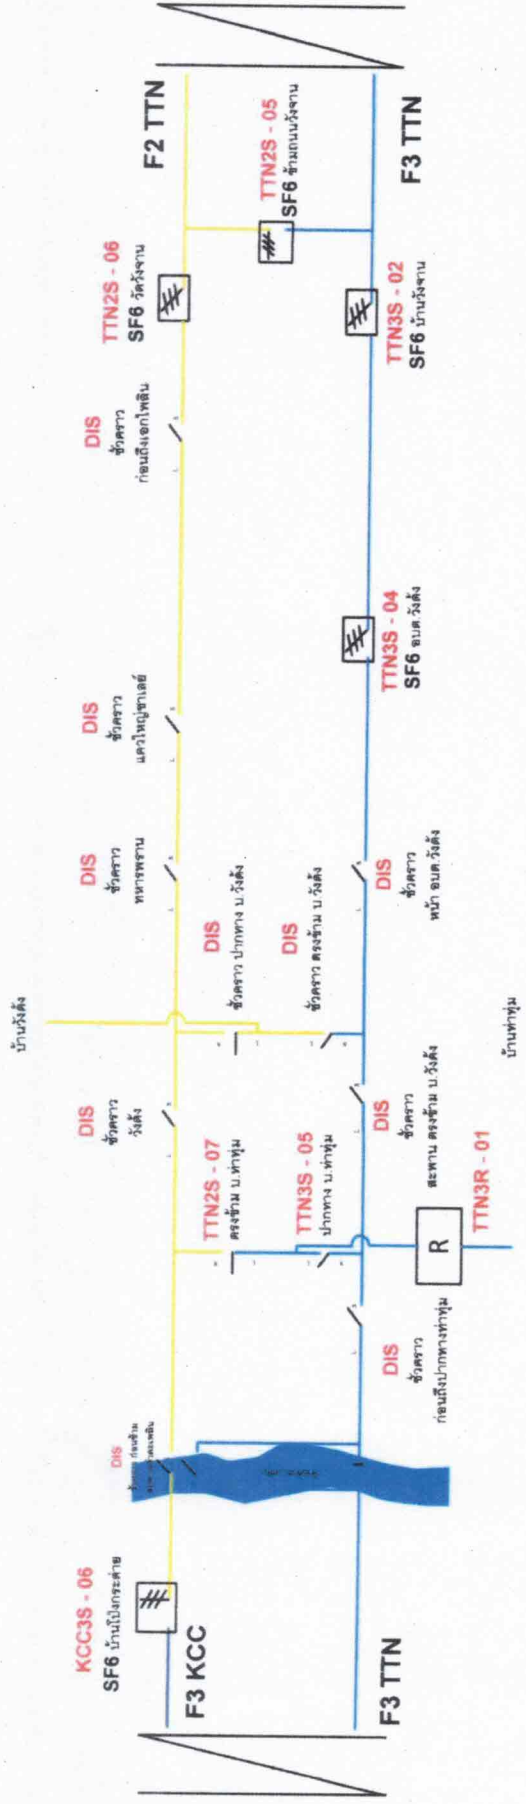 KCC3S - 06
SF6 บ้านโป่งกระต่าย
F3 KCC
F3 TTN
DIS
DIS
ชั่วคราว
วังด้ง
บ้านวังด้ง
TTN2S - 07
ตรงข้าม บ.ท่าทุ่ม
TTN3S - 05
ปากทาง บ.ท่าทุ่ม
DIS
ชั่วคราว
ก่อนถึงปากทางท่าทุ่ม
R
TTN3R - 01
บ้านท่าทุ่ม
DIS
ชั่วคราว
สะพาน ตรงข้าม บ.วังด้ง
DIS
ชั่วคราว ปากทาง บ.วังด้ง
DIS
ชั่วคราว ตรงข้าม บ.วังด้ง
DIS
ชั่วคราว
ทหารพราน
DIS
ชั่วคราว
หน้า อบต.วังด้ง
DIS
ชั่วคราว
แควใหญ่ชาเลย์
TTN3S - 04
SF6 อบต.วังด้ง
DIS
ชั่วคราว
ก่อนถึงเอกไพลิน
TTN2S - 06
SF6 วัดวังจาน
TTN3S - 02
SF6 บ้านวังจาน
TTN2S - 05
SF6 ข้ามถนนวังจาน
F2 TTN
F3 TTN